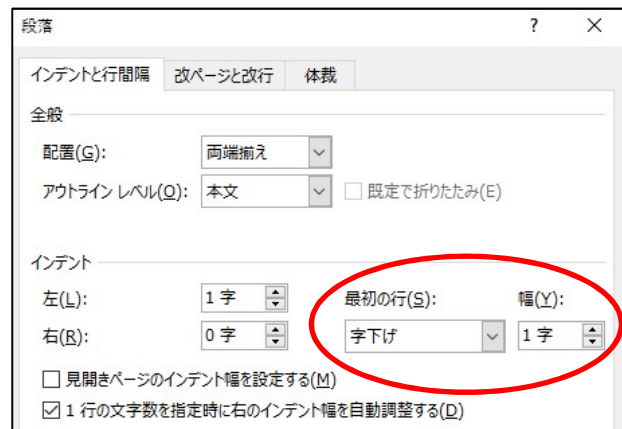 段落 ? ×
インデントと行間隔 改ページと改行 体裁
全般
配置(G): 両端揃え
アウトライン レベル(O): 本文 既定で折りたたみ(E)
インデント
左(L): 1 字 最初の行(S): 幅(Y):
右(R): 0 字 字下げ 1 字
見開きページのインデント幅を設定する(M)
1 行の文字数を指定時に右のインデント幅を自動調整する(D)